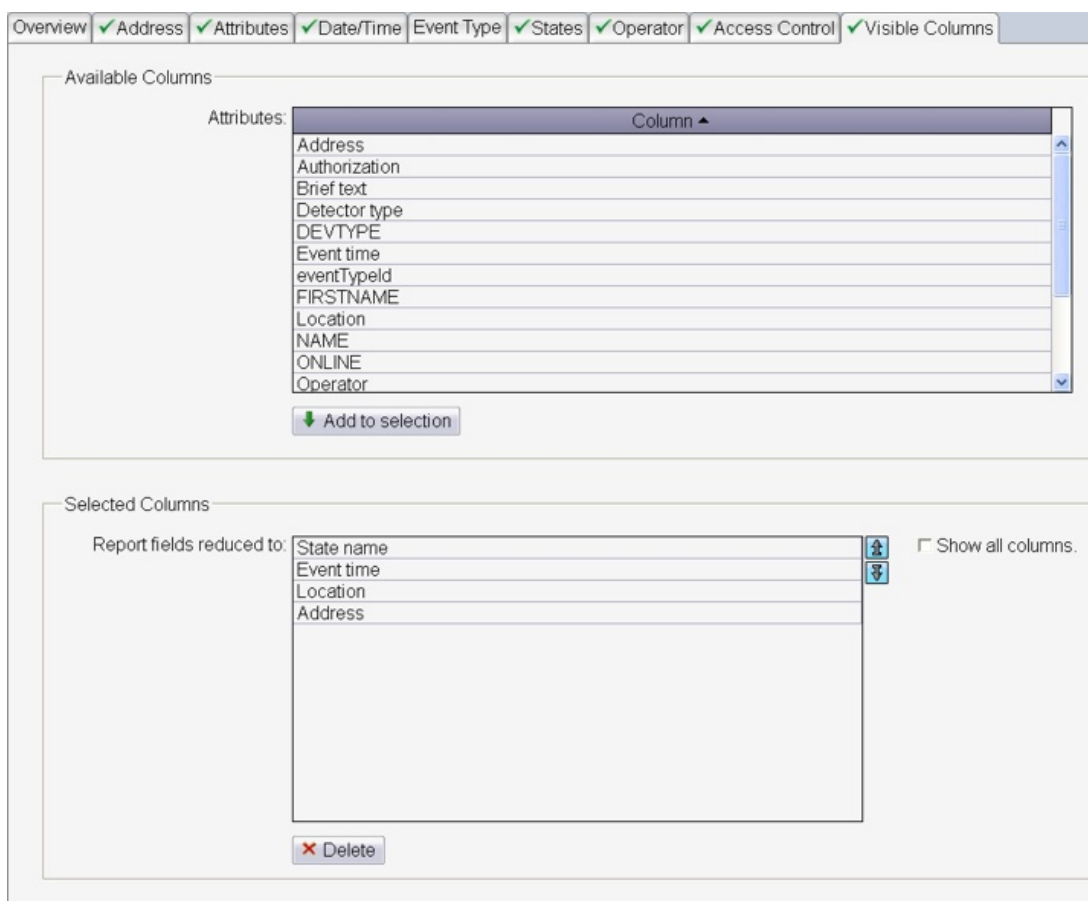 Overview Address Attributes Date/Time Event Type States Operator Access Control Visible Columns
Available Columns
Attributes: Column
Address
Authorization
Brief text
Detector type
DEVTYPE
Event time
eventTypeId
FIRSTNAME
Location
NAME
ONLINE
Operator
Add to selection
Selected Columns
Report fields reduced to: State name Show all columns.
Event time
Location
Address
Delete